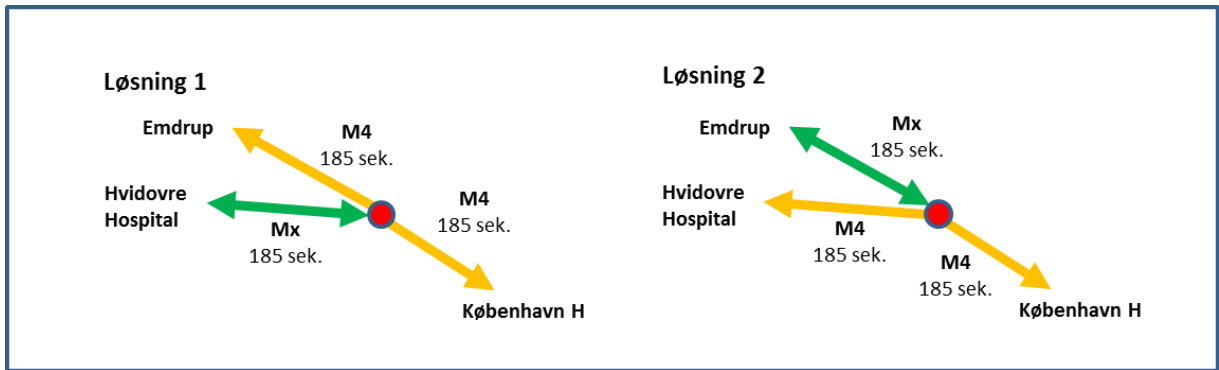 Løsning 1
Emdrup
M4
185 sek.
Hvidovre
Hospital
M4
185 sek.
Mx
185 sek.
København H
Løsning 2
Emdrup
Mx
185 sek.
Hvidovre
Hospital
M4
185 sek.
M4
185 sek.
København H